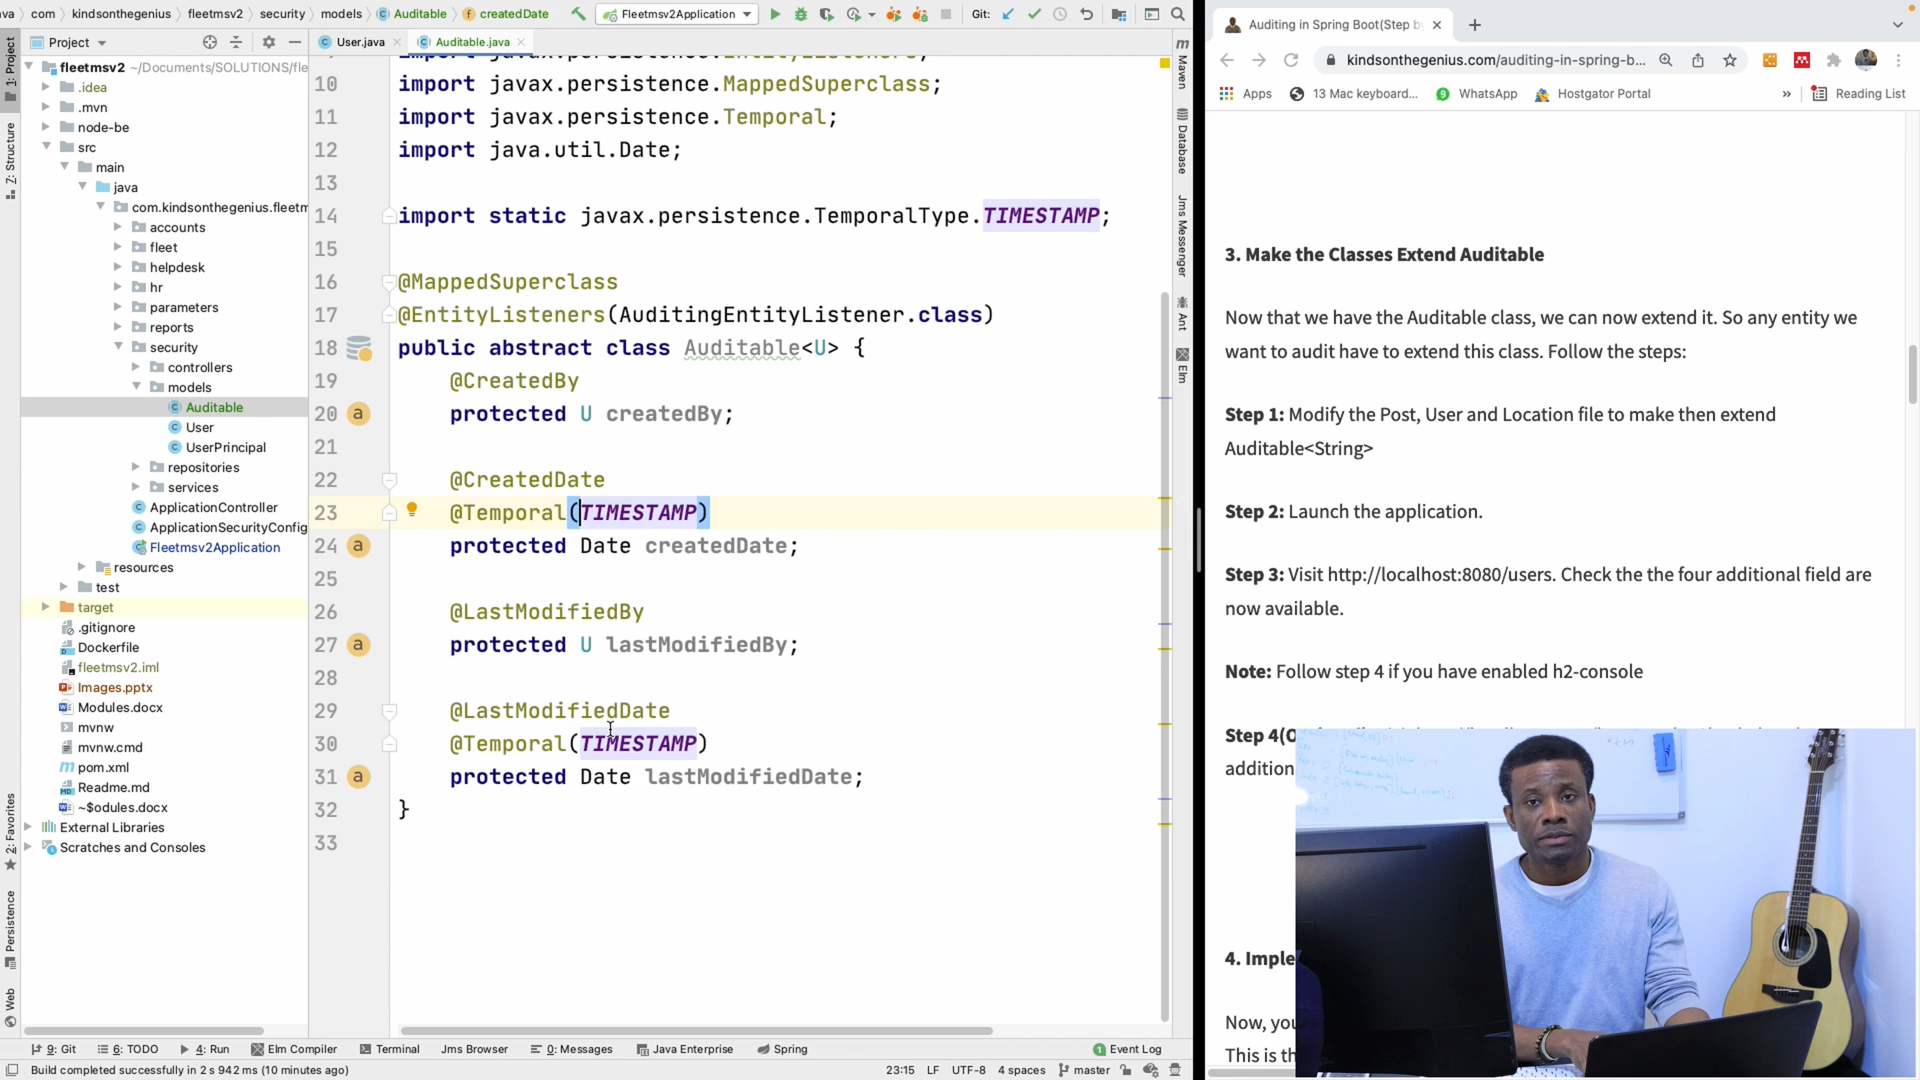 ava
com
kindsonthegenius
fleetmsv2
security
models
Auditable
createdDate
Fleetmsv2Application
Git:
Auditing in Spring Boot(Step b
Project
User.java
Auditable.java
kindsonthegenius.com/auditing-in-spring-b...
Apps
13 Mac keyboard...
WhatsApp
Hostgator Portal
»
Reading List
1: Project
Z: Structure
2: Favorites
Persistence
Web
fleetmsv2 ~/Documents/SOLUTIONS/fle
.idea
.mvn
node-be
src
main
java
com.kindsonthegenius.fleetm
accounts
fleet
helpdesk
hr
parameters
reports
security
controllers
models
Auditable
User
UserPrincipal
repositories
services
ApplicationController
ApplicationSecurityConfig
Fleetmsv2Application
resources
test
target
.gitignore
Dockerfile
fleetmsv2.iml
Images.pptx
Modules.docx
mvnw
mvnw.cmd
pom.xml
Readme.md
~$odules.docx
External Libraries
Scratches and Consoles
10 import javax.persistence.MappedSuperclass;
11 import javax.persistence.Temporal;
12 import java.util.Date;
13
14 import static javax.persistence.TemporalType.TIMESTAMP;
15
16 @MappedSuperclass
17 @EntityListeners(AuditingEntityListener.class)
18 public abstract class Auditable<U> {
19 @CreatedBy
20 protected U createdBy;
21
22 @CreatedDate
23 @Temporal(TIMESTAMP)
24 protected Date createdDate;
25
26 @LastModifiedBy
27 protected U lastModifiedBy;
28
29 @LastModifiedDate
30 @Temporal(TIMESTAMP)
31 protected Date lastModifiedDate;
32 }
33
Maven
Database
Jms Messenger
Ant
Elm
3. Make the Classes Extend Auditable
Now that we have the Auditable class, we can now extend it. So any entity we
want to audit have to extend this class. Follow the steps:
Step 1: Modify the Post, User and Location file to make then extend
Auditable<String>
Step 2: Launch the application.
Step 3: Visit http://localhost:8080/users. Check the the four additional field are
now available.
Note: Follow step 4 if you have enabled h2-console
Step 4(O
addition
4. Imple
Now, you
This is th
9: Git
6: TODO
4: Run
Elm Compiler
Terminal
Jms Browser
0: Messages
Java Enterprise
Spring
1 Event Log
Build completed successfully in 2 s 942 ms (10 minutes ago)
23:15
LF
UTF-8
4 spaces
master